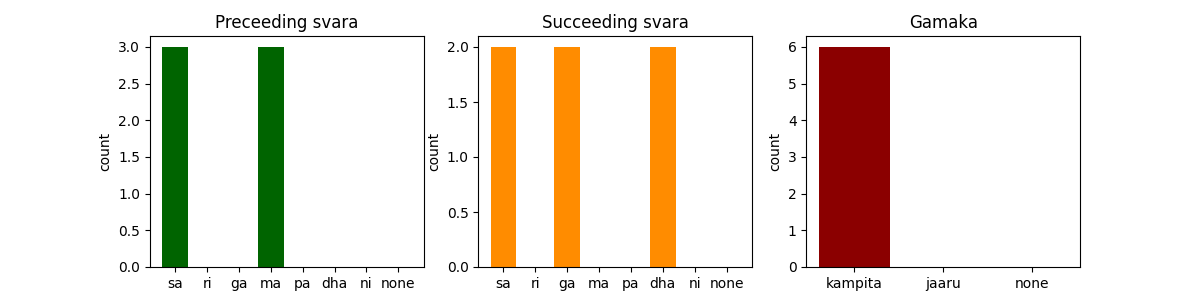 Preceeding svara
count
3.0
2.5
2.0
1.5
1.0
0.5
0.0
sa ri ga ma pa dha ni none
Succeeding svara
count
2.0
1.5
1.0
0.5
0.0
sa ri ga ma pa dha ni none
Gamaka
count
6
5
4
3
2
1
0
kampita jaaru none